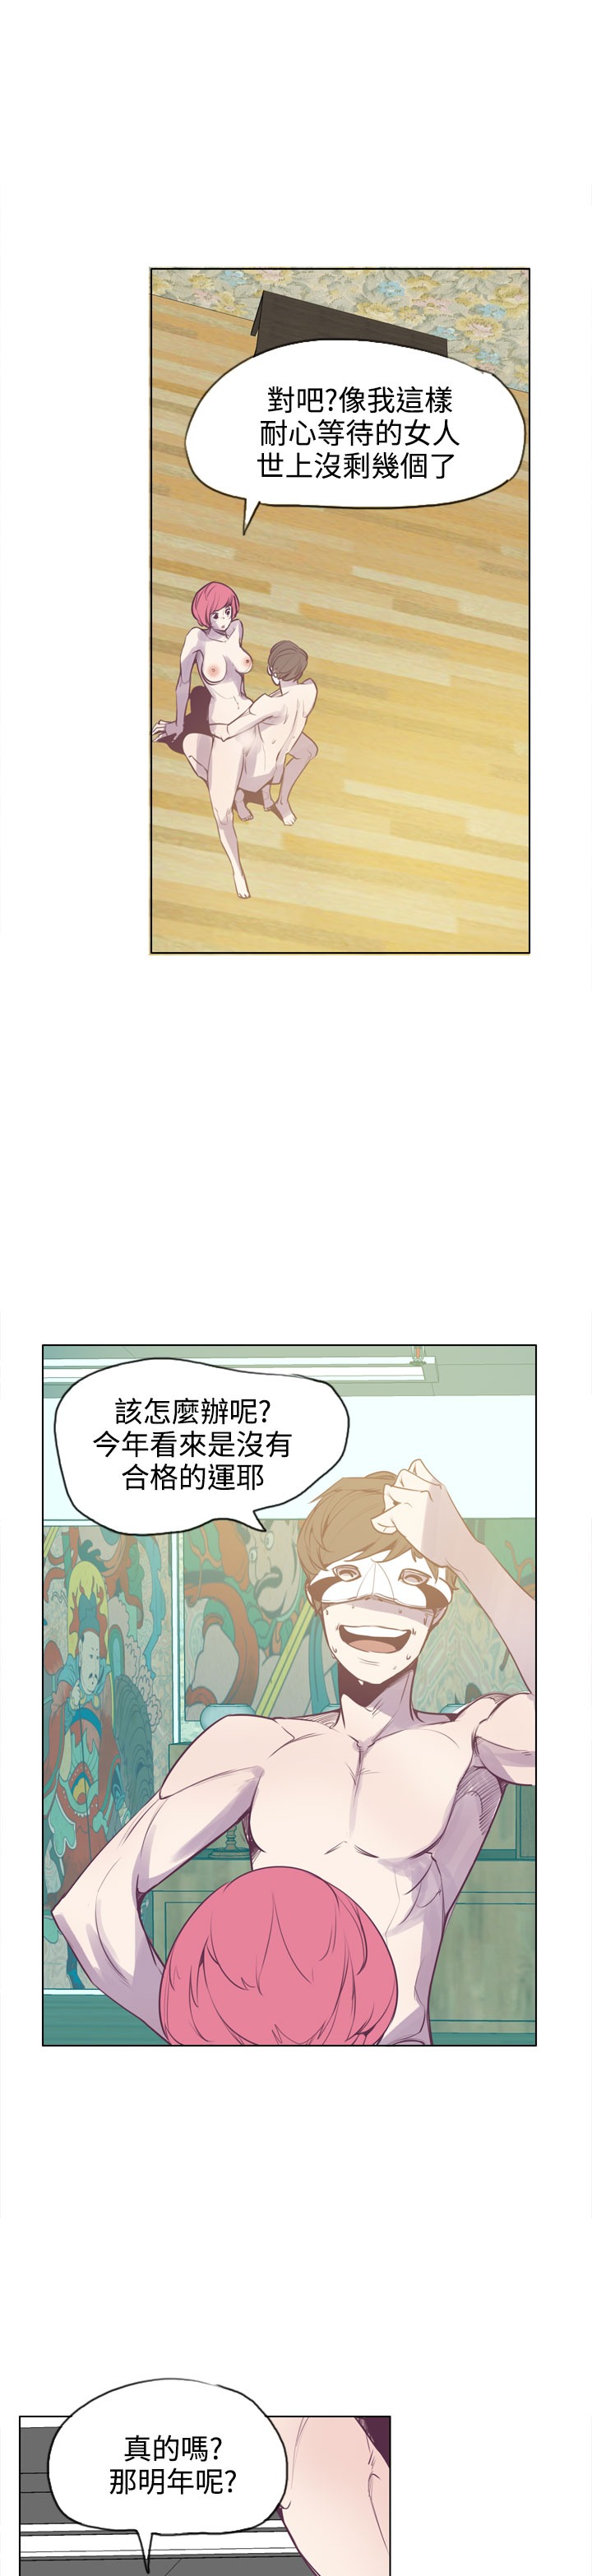 對吧?像我這樣
耐心等待的女人
世上沒剩幾個了
該怎麼辦呢?
今年看來是沒有
合格的運耶
真的嗎?
那明年呢?